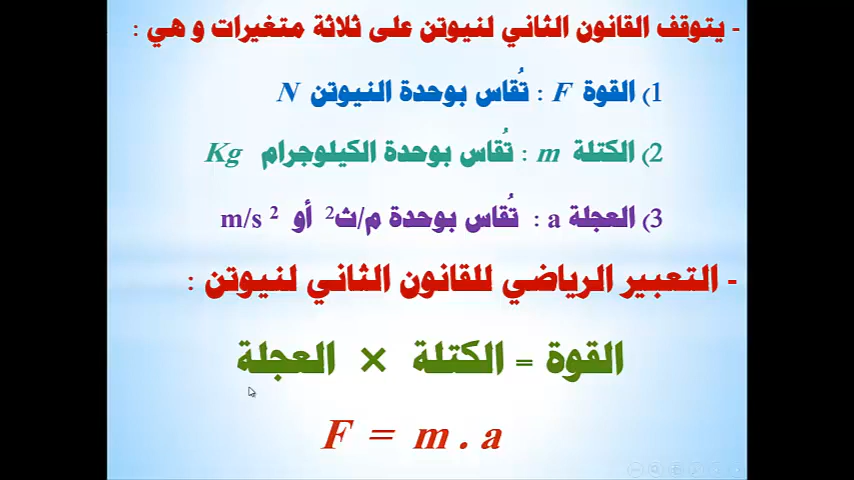 - يتوقف القانون الثاني لنيوتن على ثلاثة متغيرات و هي :
1) القوة F : تُقاس بوحدة النيوتن N
2) الكتلة m : تُقاس بوحدة الكيلوجرام Kg
3) العجلة a : تُقاس بوحدة م/ث² أو m/s ²
- التعبير الرياضي للقانون الثاني لنيوتن :
القوة = الكتلة × العجلة
F = m . a